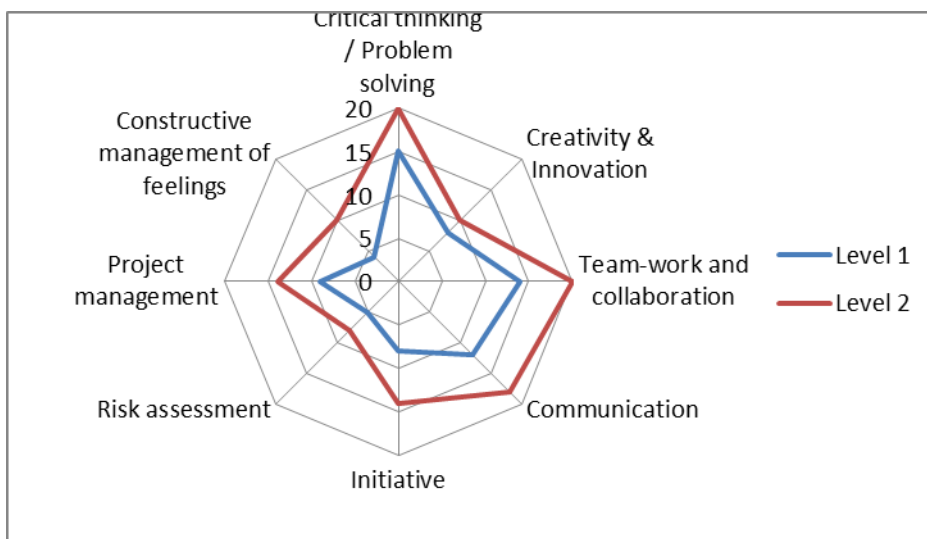 Critical thinking
/ Problem
solving
20
15
10
5
0
Creativity &
Innovation
Team-work and
collaboration
Communication
Initiative
Risk assessment
Project
management
Constructive
management of
feelings
Level 1
Level 2